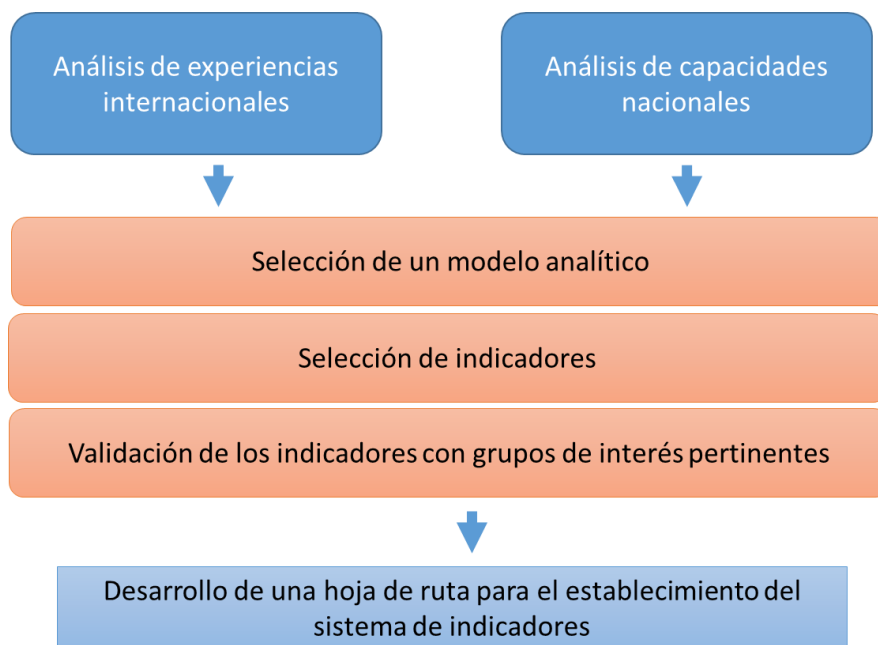 Análisis de experiencias
internacionales
Análisis de capacidades
nacionales
Selección de un modelo analítico
Selección de indicadores
Validación de los indicadores con grupos de interés pertinentes
Desarrollo de una hoja de ruta para el establecimiento del
sistema de indicadores